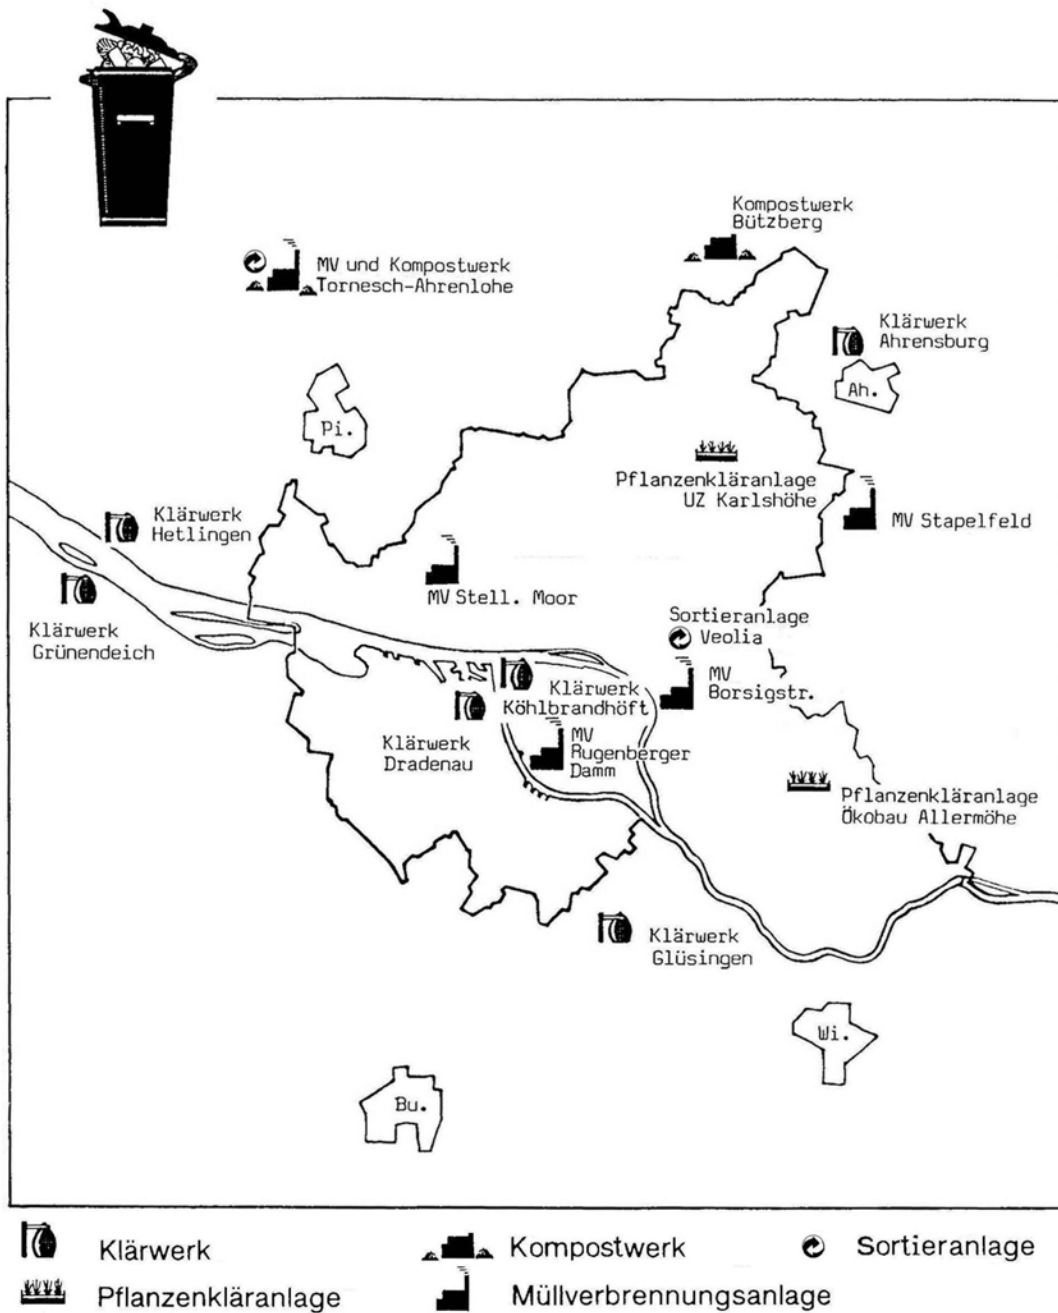 Kompostwerk
Bützberg
MV und Kompostwerk
Tornesch-Ahrenlohe
Klärwerk
Ahrensburg
Ah.
Pi.
Pflanzenkläranlage
UZ Karlshöhe
Klärwerk
Hetlingen
MV Stapelfeld
MV Stell. Moor
Klärwerk
Grünendeich
Sortieranlage
Veolia
MV
Borsigstr.
Klärwerk
Köhlbrandhöft
Klärwerk
Dradenau
MV
Rugenberger
Damm
Pflanzenkläranlage
Ökobau Allermöhe
Klärwerk
Glüsingen
Wi.
Bu.
Klärwerk
Kompostwerk
Sortieranlage
Pflanzenkläranlage
Müllverbrennungsanlage